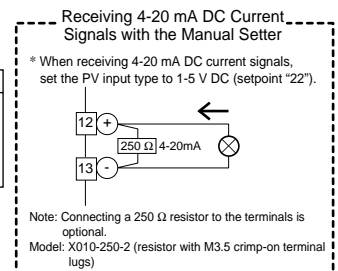 Receiving 4-20 mA DC Current
Signals with the Manual Setter
* When receiving 4-20 mA DC current signals,
set the PV input type to 1-5 V DC (setpoint “22”).
12 +
250 Ω 4-20mA
13 -
Note: Connecting a 250 Ω resistor to the terminals is
optional.
Model: X010-250-2 (resistor with M3.5 crimp-on terminal
lugs)